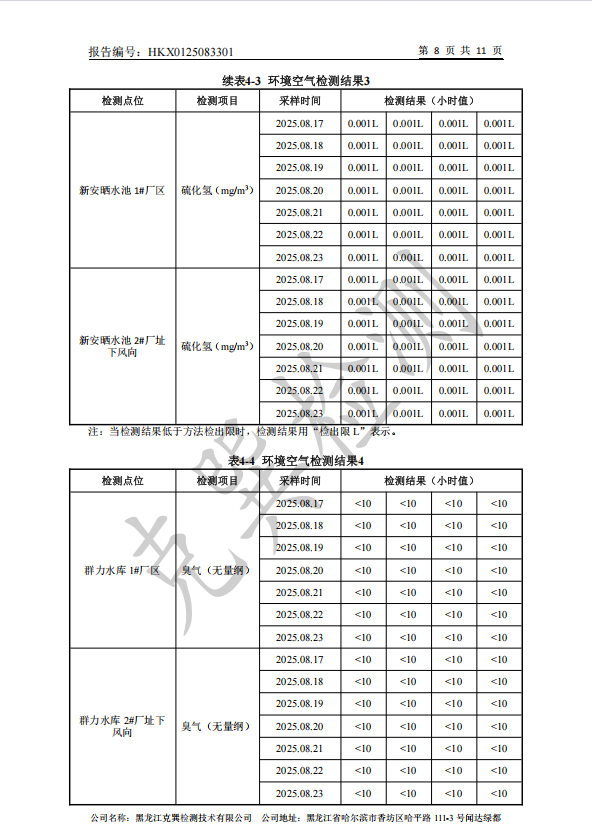 报告编号：HKX0125083301 第 8 页 共 11 页
续表4-3 环境空气检测结果3
检测点位 检测项目 采样时间 检测结果（小时值）
新安晒水池 1#厂区 硫化氢（mg/m³）
2025.08.17 0.001L 0.001L 0.001L 0.001L
2025.08.18 0.001L 0.001L 0.001L 0.001L
2025.08.19 0.001L 0.001L 0.001L 0.001L
2025.08.20 0.001L 0.001L 0.001L 0.001L
2025.08.21 0.001L 0.001L 0.001L 0.001L
2025.08.22 0.001L 0.001L 0.001L 0.001L
2025.08.23 0.001L 0.001L 0.001L 0.001L
新安晒水池 2#厂址
下风向 硫化氢（mg/m³）
2025.08.17 0.001L 0.001L 0.001L 0.001L
2025.08.18 0.001L 0.001L 0.001L 0.001L
2025.08.19 0.001L 0.001L 0.001L 0.001L
2025.08.20 0.001L 0.001L 0.001L 0.001L
2025.08.21 0.001L 0.001L 0.001L 0.001L
2025.08.22 0.001L 0.001L 0.001L 0.001L
2025.08.23 0.001L 0.001L 0.001L 0.001L
注：当检测结果低于方法检出限时，检测结果用“检出限 L”表示。
表4-4 环境空气检测结果4
检测点位 检测项目 采样时间 检测结果（小时值）
群力水库 1#厂区 臭气（无量纲）
2025.08.17 <10 <10 <10 <10
2025.08.18 <10 <10 <10 <10
2025.08.19 <10 <10 <10 <10
2025.08.20 <10 <10 <10 <10
2025.08.21 <10 <10 <10 <10
2025.08.22 <10 <10 <10 <10
2025.08.23 <10 <10 <10 <10
群力水库 2#厂址下
风向 臭气（无量纲）
2025.08.17 <10 <10 <10 <10
2025.08.18 <10 <10 <10 <10
2025.08.19 <10 <10 <10 <10
2025.08.20 <10 <10 <10 <10
2025.08.21 <10 <10 <10 <10
2025.08.22 <10 <10 <10 <10
2025.08.23 <10 <10 <10 <10
克巽检测
公司名称：黑龙江克巽检测技术有限公司 公司地址：黑龙江省哈尔滨市香坊区哈平路 111-3 号闻达绿都